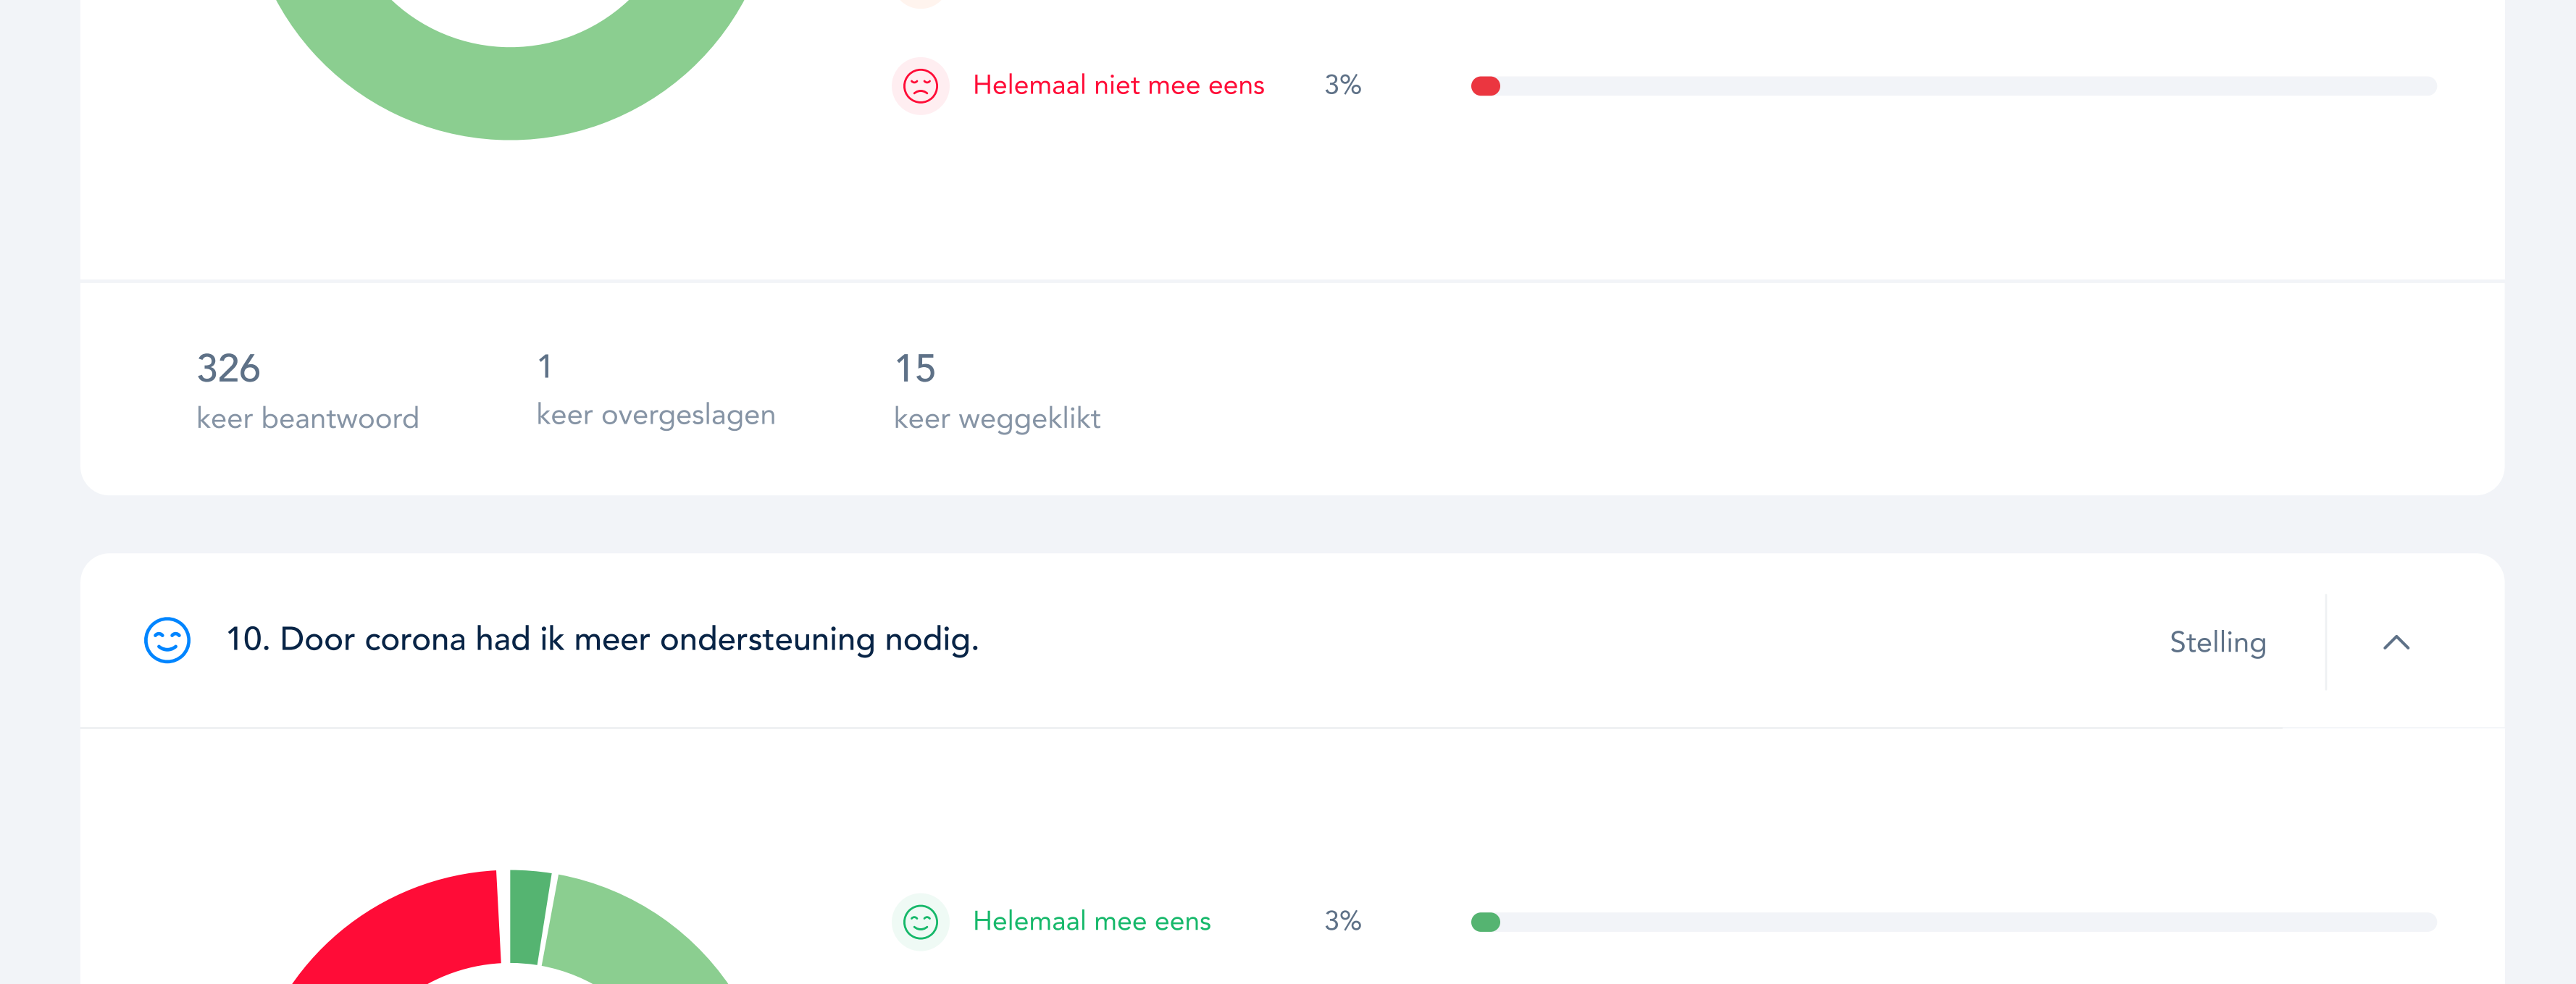 Helemaal niet mee eens 3%
326 1 15
keer beantwoord keer overgeslagen keer weggeklikt
10. Door corona had ik meer ondersteuning nodig. Stelling
Helemaal mee eens 3%